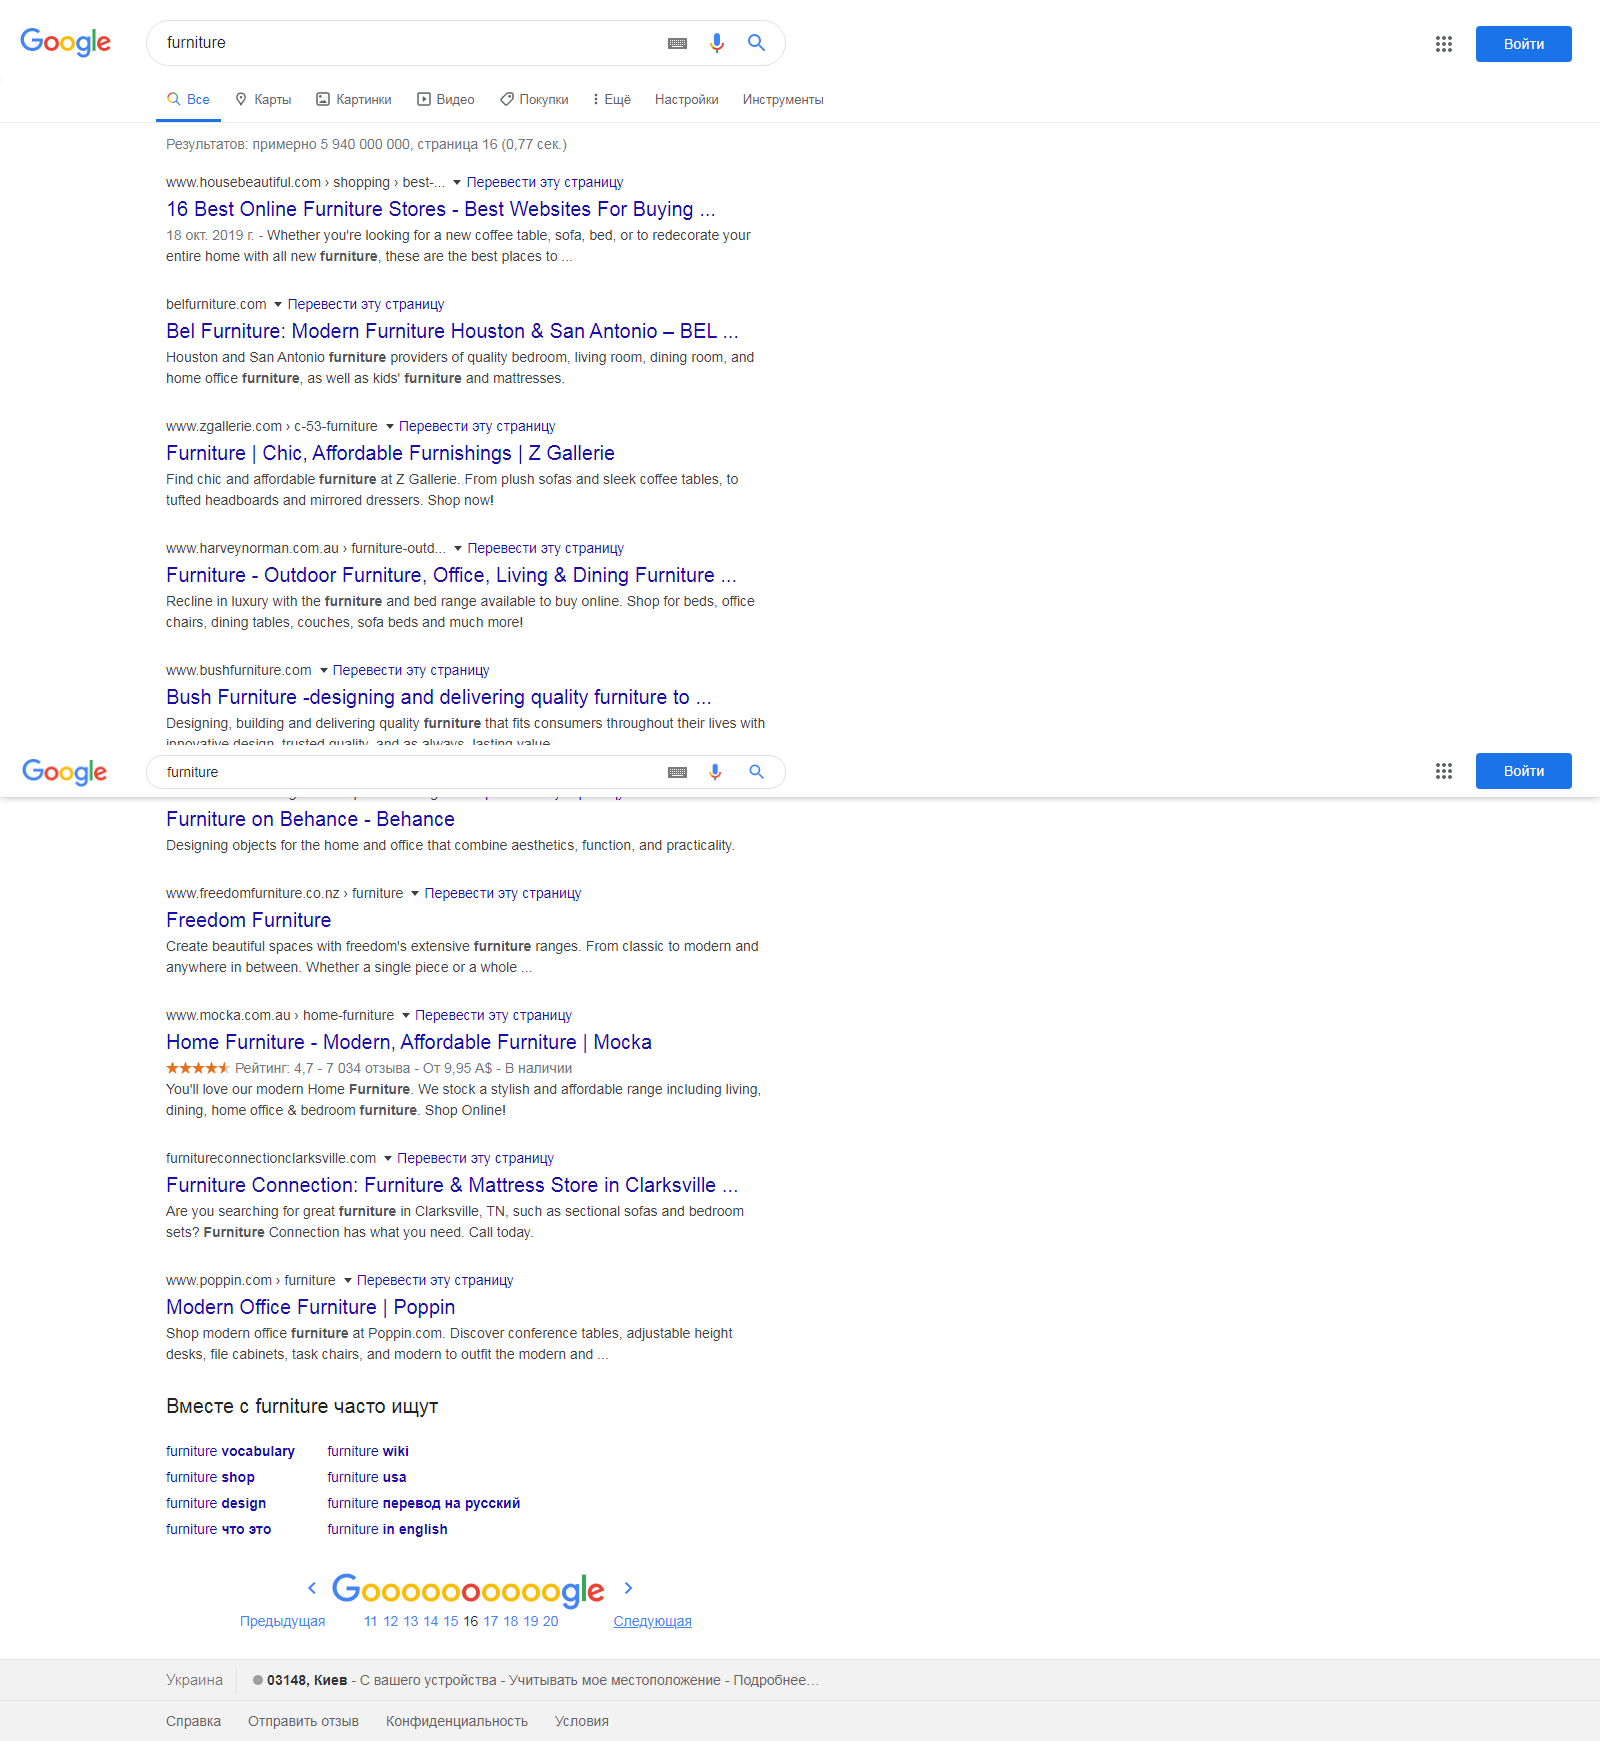 Google
furniture
Войти
Все Карты Картинки Видео Покупки Ещё Настройки Инструменты
Результатов: примерно 5 940 000 000, страница 16 (0,77 сек.)
www.housebeautiful.com › shopping › best-... Перевести эту страницу
16 Best Online Furniture Stores - Best Websites For Buying ...
18 окт. 2019 г. - Whether you're looking for a new coffee table, sofa, bed, or to redecorate your
entire home with all new furniture, these are the best places to ...
belfurniture.com Перевести эту страницу
Bel Furniture: Modern Furniture Houston & San Antonio – BEL ...
Houston and San Antonio furniture providers of quality bedroom, living room, dining room, and
home office furniture, as well as kids' furniture and mattresses.
www.zgallerie.com › c-53-furniture Перевести эту страницу
Furniture | Chic, Affordable Furnishings | Z Gallerie
Find chic and affordable furniture at Z Gallerie. From plush sofas and sleek coffee tables, to
tufted headboards and mirrored dressers. Shop now!
www.harveynorman.com.au › furniture-outd... Перевести эту страницу
Furniture - Outdoor Furniture, Office, Living & Dining Furniture ...
Recline in luxury with the furniture and bed range available to buy online. Shop for beds, office
chairs, dining tables, couches, sofa beds and much more!
www.bushfurniture.com Перевести эту страницу
Bush Furniture -designing and delivering quality furniture to ...
Designing, building and delivering quality furniture that fits consumers throughout their lives with
innovative design, trusted quality, and as always, lasting value.
Google
furniture
Войти
Furniture on Behance - Behance
Designing objects for the home and office that combine aesthetics, function, and practicality.
www.freedomfurniture.co.nz › furniture Перевести эту страницу
Freedom Furniture
Create beautiful spaces with freedom's extensive furniture ranges. From classic to modern and
anywhere in between. Whether a single piece or a whole ...
www.mocka.com.au › home-furniture Перевести эту страницу
Home Furniture - Modern, Affordable Furniture | Mocka
Рейтинг: 4,7 - 7 034 отзыва - От 9,95 A$ - В наличии
You'll love our modern Home Furniture. We stock a stylish and affordable range including living,
dining, home office & bedroom furniture. Shop Online!
furnitureconnectionclarksville.com Перевести эту страницу
Furniture Connection: Furniture & Mattress Store in Clarksville ...
Are you searching for great furniture in Clarksville, TN, such as sectional sofas and bedroom
sets? Furniture Connection has what you need. Call today.
www.poppin.com › furniture Перевести эту страницу
Modern Office Furniture | Poppin
Shop modern office furniture at Poppin.com. Discover conference tables, adjustable height
desks, file cabinets, task chairs, and modern to outfit the modern and ...
Вместе с furniture часто ищут
furniture vocabulary furniture wiki
furniture shop furniture usa
furniture design furniture перевод на русский
furniture что это furniture in english
Goooooooooogle
Предыдущая 11 12 13 14 15 16 17 18 19 20 Следующая
Украина 03148, Киев - С вашего устройства - Учитывать мое местоположение - Подробнее…
Справка Отправить отзыв Конфиденциальность Условия